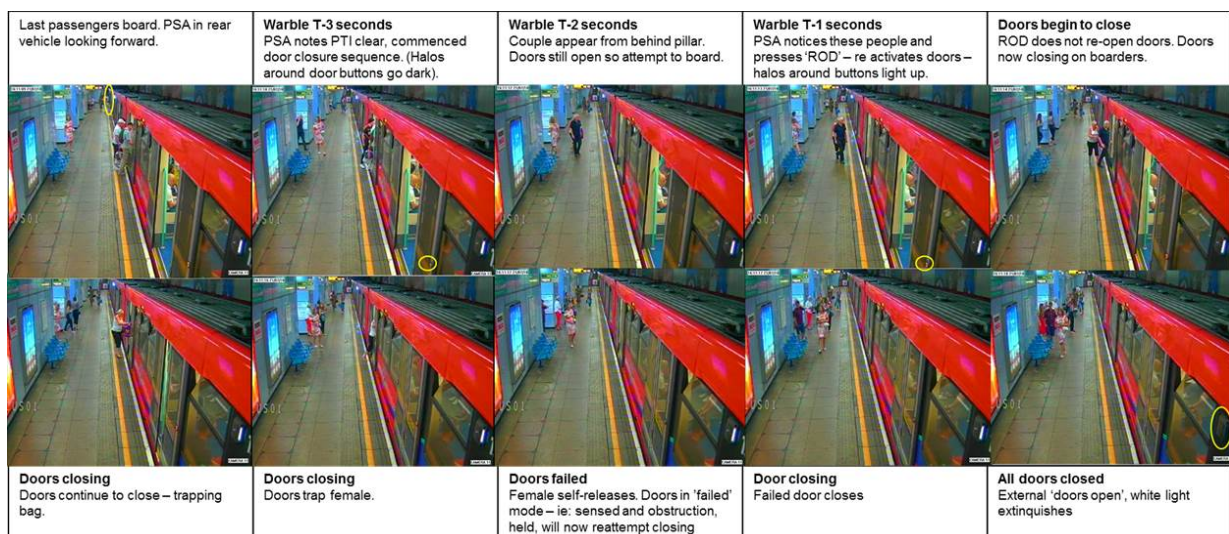 Last passengers board. PSA in rear
vehicle looking forward.
Warble T-3 seconds
PSA notes PTI clear, commenced
door closure sequence. (Halos
around door buttons go dark).
Warble T-2 seconds
Couple appear from behind pillar.
Doors still open so attempt to board.
Warble T-1 seconds
PSA notices these people and
presses ‘ROD’ – re activates doors –
halos around buttons light up.
Doors begin to close
ROD does not re-open doors. Doors
now closing on boarders.
Doors closing
Doors continue to close – trapping
bag.
Doors closing
Doors trap female.
Doors failed
Female self-releases. Doors in ‘failed’
mode – ie: sensed and obstruction,
held, will now reattempt closing
Door closing
Failed door closes
All doors closed
External ‘doors open’, white light
extinguishes